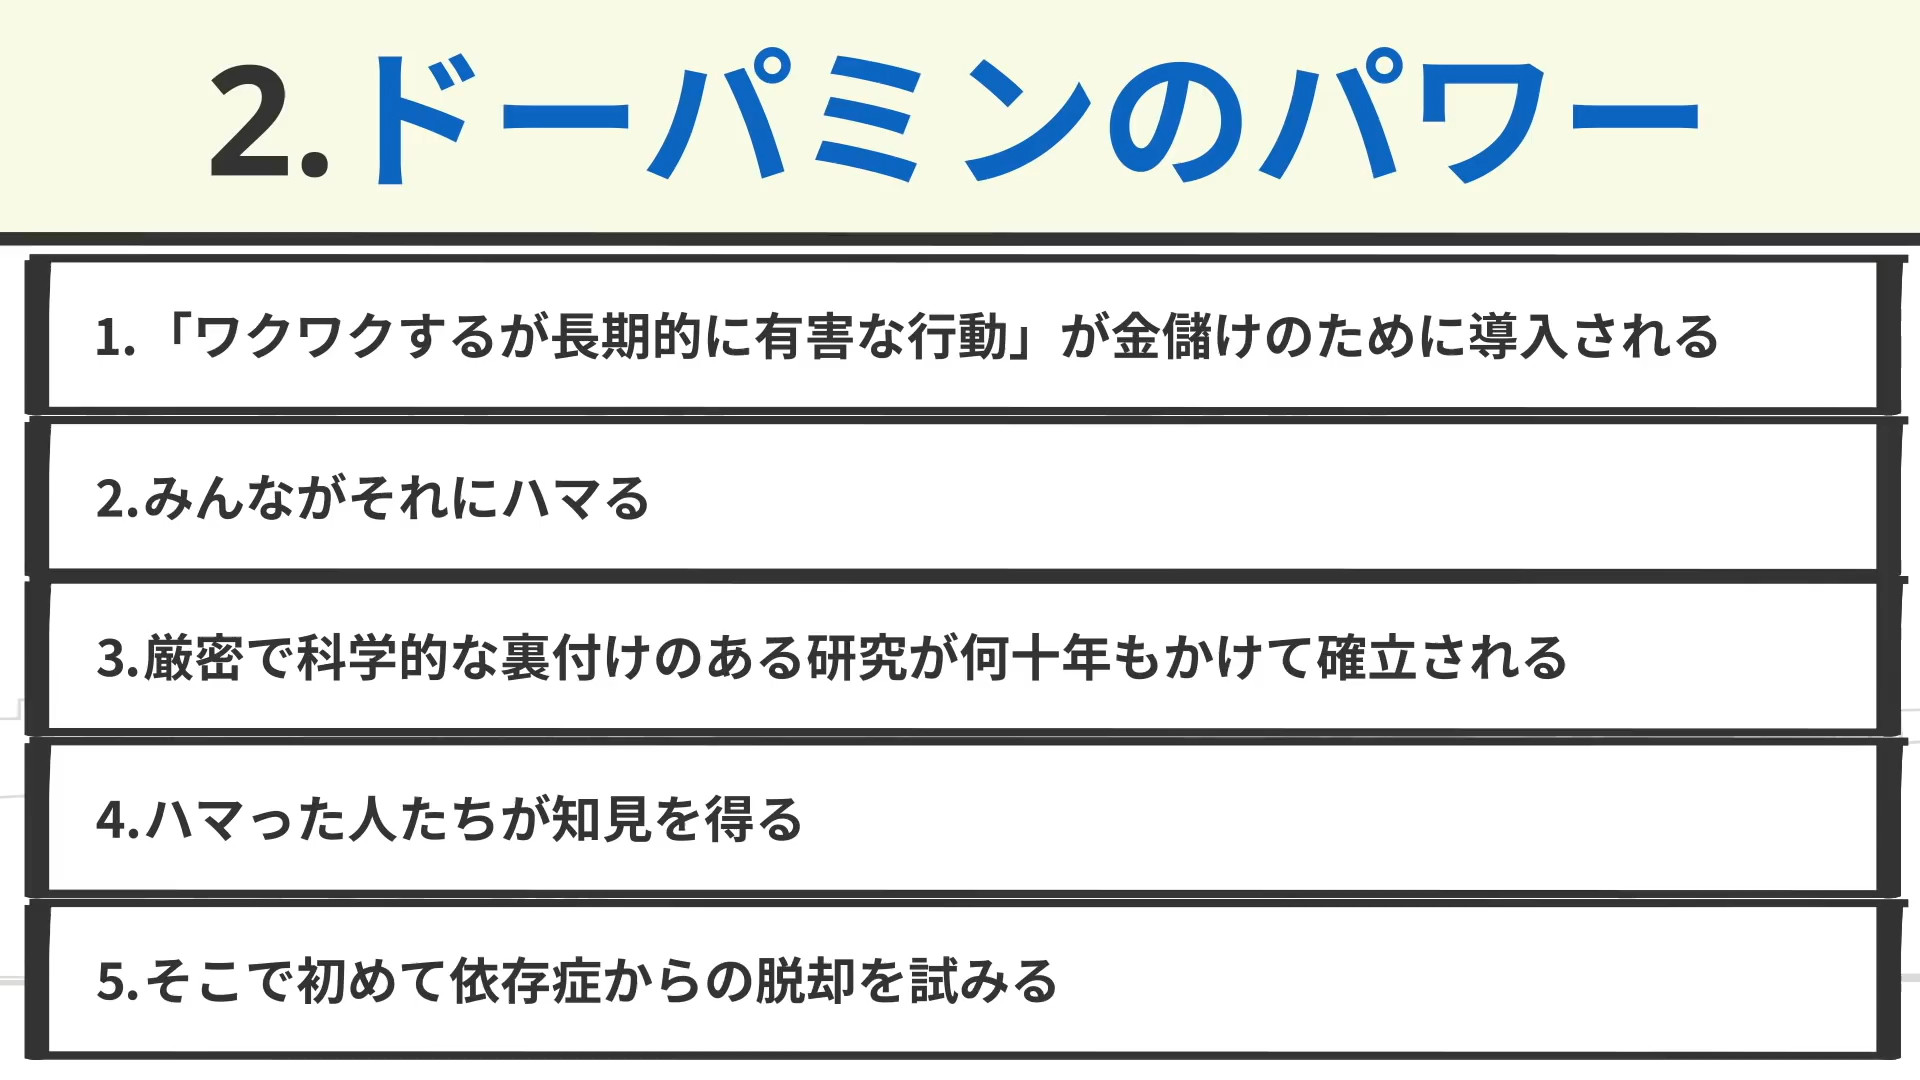 2.ドーパミンのパワー
1.「ワクワクするが長期的に有害な行動」が金儲けのために導入される
2.みんながそれにハマる
3.厳密で科学的な裏付けのある研究が何十年もかけて確立される
4.ハマった人たちが知見を得る
5.そこで初めて依存症からの脱却を試みる